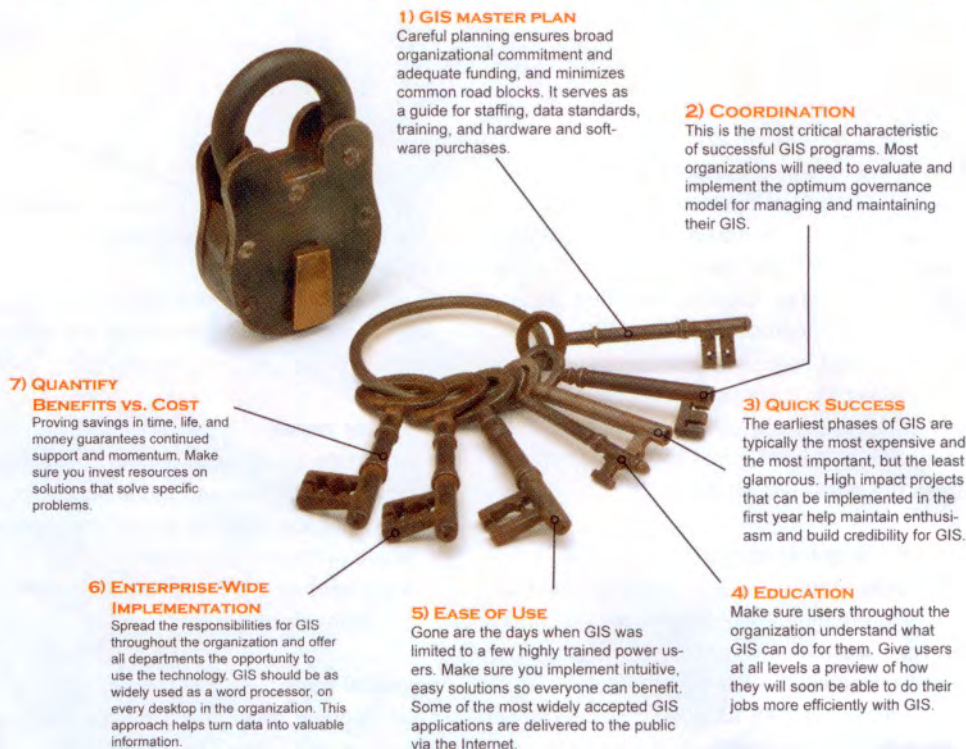 1) GIS MASTER PLAN
Careful planning ensures broad
organizational commitment and
adequate funding, and minimizes
common road blocks. It serves as
a guide for staffing, data standards,
training, and hardware and soft-
ware purchases.
2) COORDINATION
This is the most critical characteristic
of successful GIS programs. Most
organizations will need to evaluate and
implement the optimum governance
model for managing and maintaining
their GIS.
3) QUICK SUCCESS
The earliest phases of GIS are
typically the most expensive and
the most important, but the least
glamorous. High impact projects
that can be implemented in the
first year help maintain enthusi-
asm and build credibility for GIS.
4) EDUCATION
Make sure users throughout the
organization understand what
GIS can do for them. Give users
at all levels a preview of how
they will soon be able to do their
jobs more efficiently with GIS.
5) EASE OF USE
Gone are the days when GIS was
limited to a few highly trained power us-
ers. Make sure you implement intuitive,
easy solutions so everyone can benefit.
Some of the most widely accepted GIS
applications are delivered to the public
via the Internet.
6) ENTERPRISE-WIDE
IMPLEMENTATION
Spread the responsibilities for GIS
throughout the organization and offer
all departments the opportunity to
use the technology. GIS should be as
widely used as a word processor, on
every desktop in the organization. This
approach helps turn data into valuable
information.
7) QUANTIFY
BENEFITS VS. COST
Proving savings in time, life, and
money guarantees continued
support and momentum. Make
sure you invest resources on
solutions that solve specific
problems.